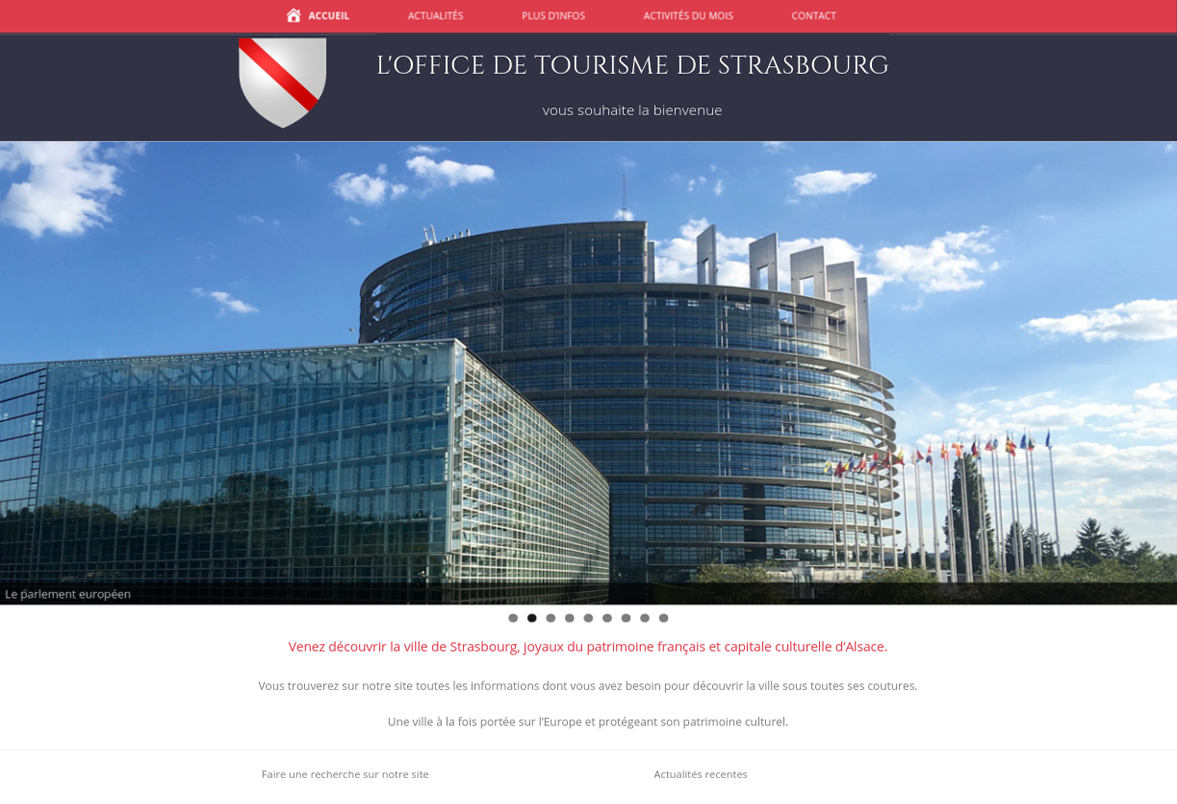 ACCUEIL
ACTUALITÉS
PLUS D'INFOS
ACTIVITÉS DU MOIS
CONTACT
L'OFFICE DE TOURISME DE STRASBOURG
vous souhaite la bienvenue
Le parlement européen
Venez découvrir la ville de Strasbourg, joyaux du patrimoine français et capitale culturelle d'Alsace.
Vous trouverez sur notre site toutes les informations dont vous avez besoin pour découvrir la ville sous toutes ses coutures.
Une ville à la fois portée sur l'Europe et protégeant son patrimoine culturel.
Faire une recherche sur notre site
Actualités recentes